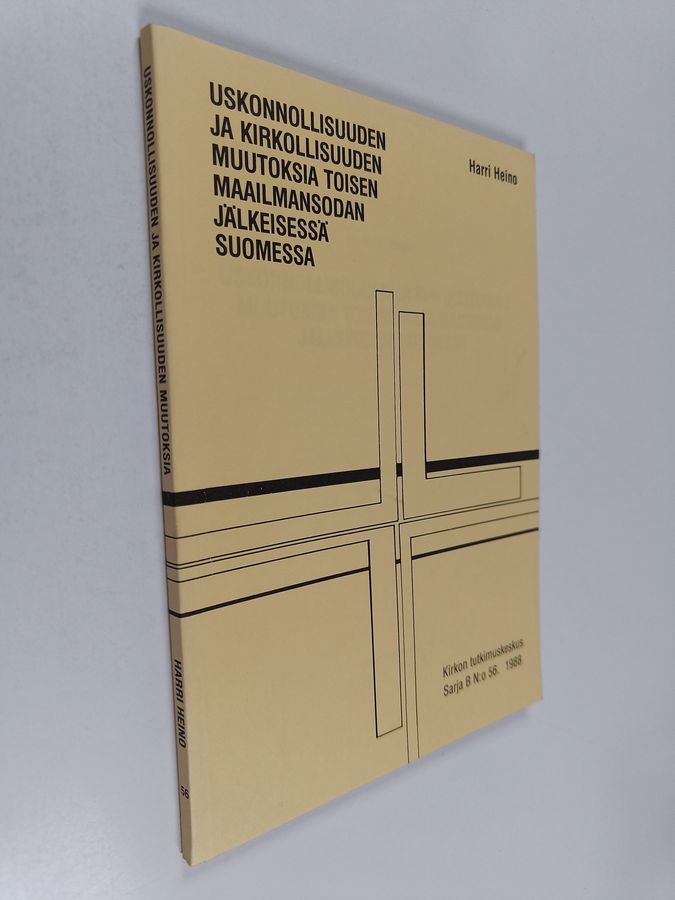 USKONNOLLISUUDEN
JA KIRKOLLISUUDEN
MUUTOKSIA TOISEN
MAAILMANSODAN
JÄLKEISESSÄ
SUOMESSA
Harri Heino
Kirkon tutkimuskeskus
Sarja B N:o 56. 1988
USKONNOLLISUUDEN JA KIRKOLLISUUDEN MUUTOKSIA
HARRI HEINO
56